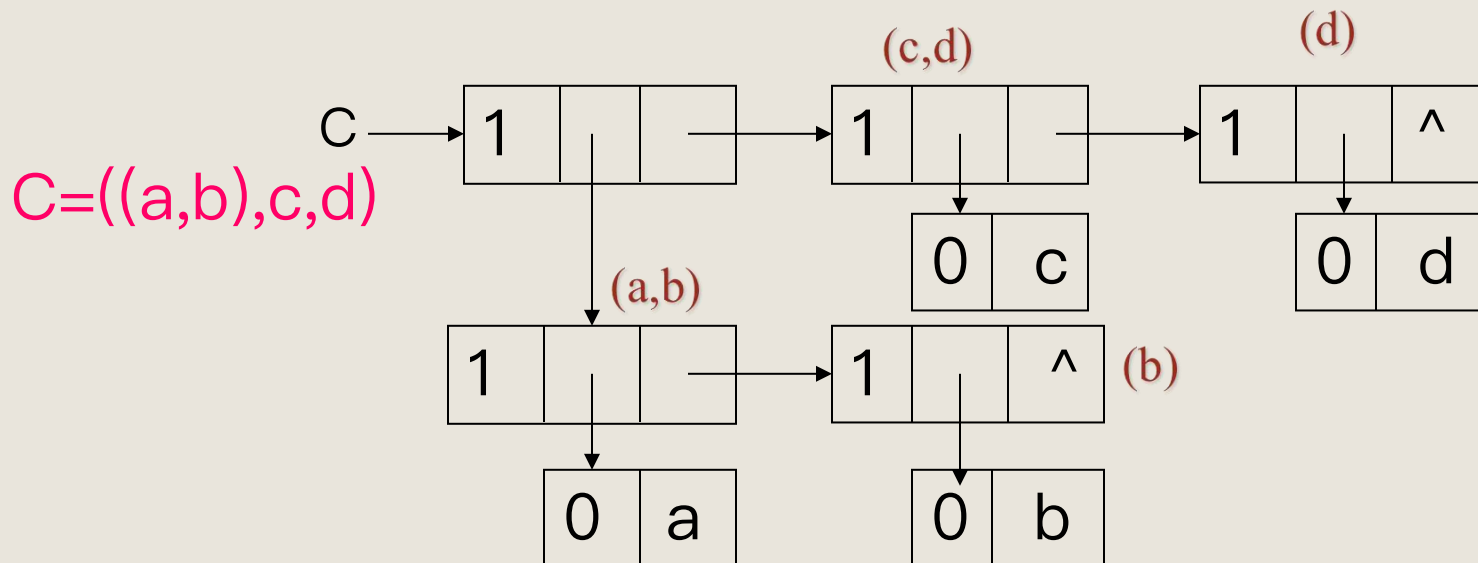 (d)
(c,d)
C 1 1 1 ^
C=((a,b),c,d)
0 c 0 d
(a,b)
1 1 ^ (b)
0 a 0 b